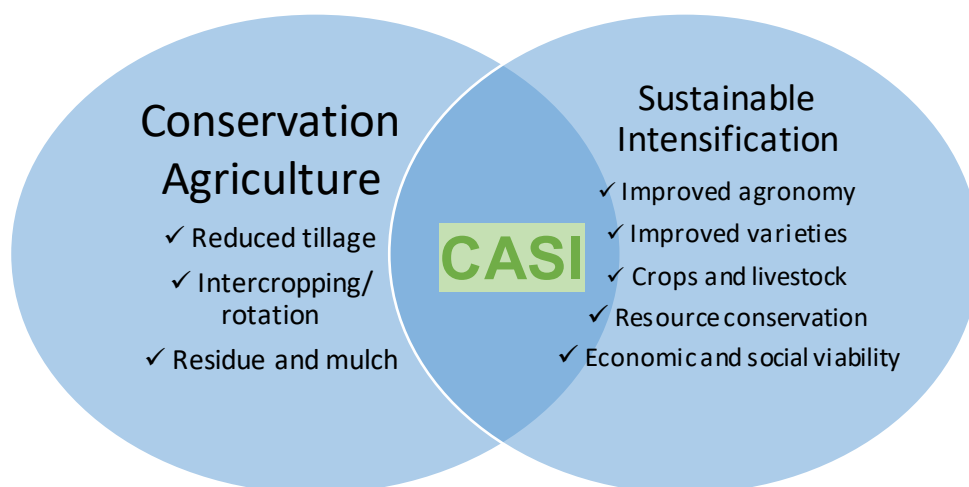 Conservation
Agriculture
✓ Reduced tillage
✓ Intercropping/
rotation
✓ Residue and mulch
CASI
Sustainable
Intensification
✓ Improved agronomy
✓ Improved varieties
✓ Crops and livestock
✓ Resource conservation
✓ Economic and social viability